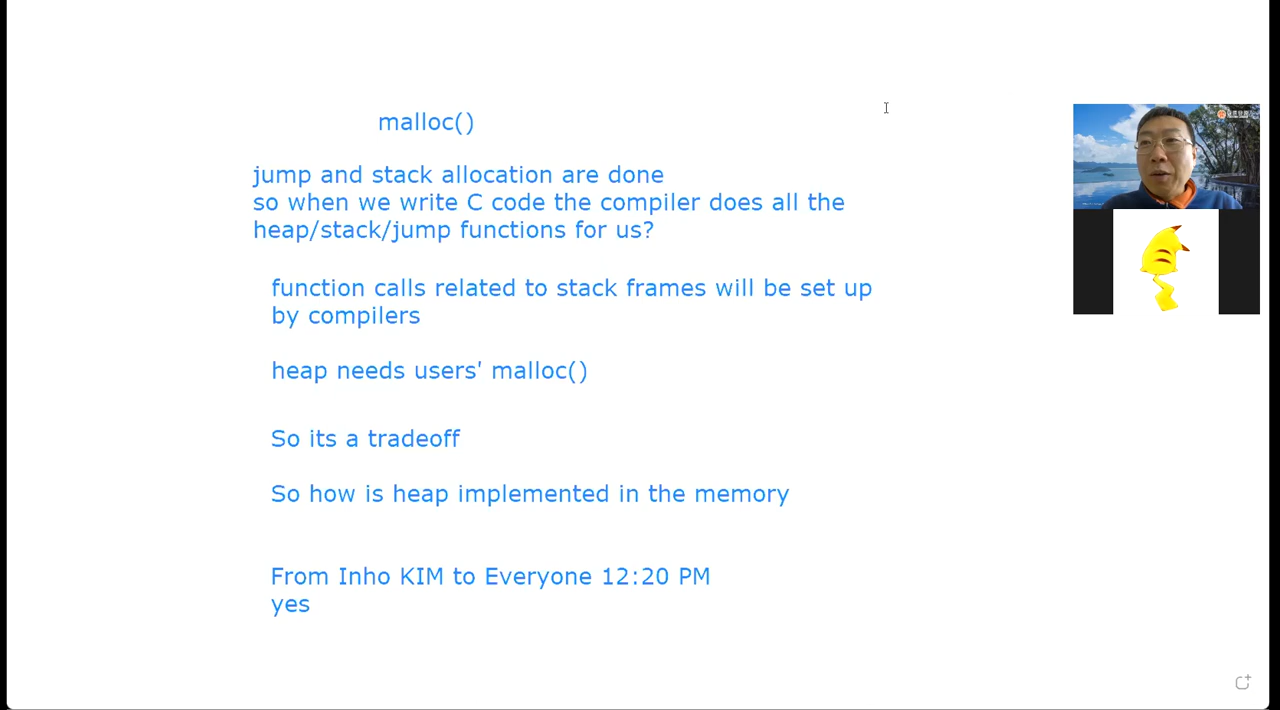 malloc()
jump and stack allocation are done
so when we write C code the compiler does all the
heap/stack/jump functions for us?
function calls related to stack frames will be set up
by compilers
heap needs users' malloc()
So its a tradeoff
So how is heap implemented in the memory
From Inho KIM to Everyone 12:20 PM
yes